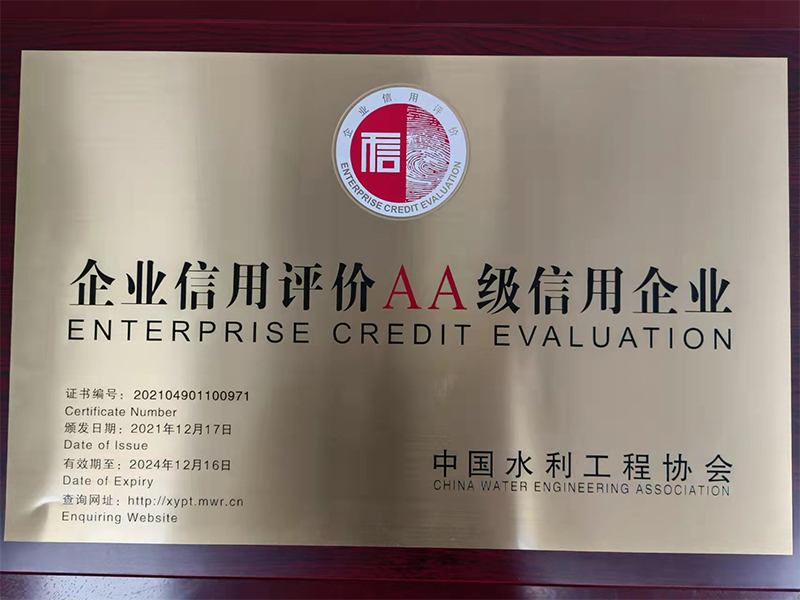 企业信用评价
信
ENTERPRISE CREDIT EVALUATION
企业信用评价AA级信用企业
ENTERPRISE CREDIT EVALUATION
证书编号：202104901100971
Certificate Number
颁发日期：2021年12月17日
Date of Issue
有效期至：2024年12月16日
Date of Expiry
查询网址：http://xypt.mwr.cn
Enquiring Website
中国水利工程协会
CHINA WATER ENGINEERING ASSOCIATION